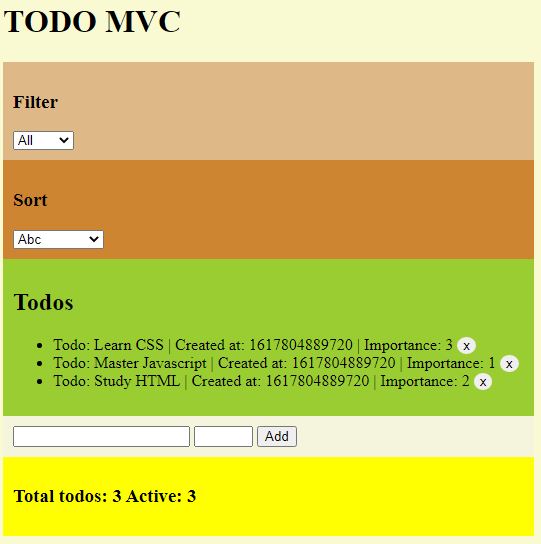 TODO MVC
Filter
All
Sort
Abc
Todos
Todo: Learn CSS | Created at: 1617804889720 | Importance: 3 x
Todo: Master Javascript | Created at: 1617804889720 | Importance: 1 x
Todo: Study HTML | Created at: 1617804889720 | Importance: 2 x
Add
Total todos: 3 Active: 3